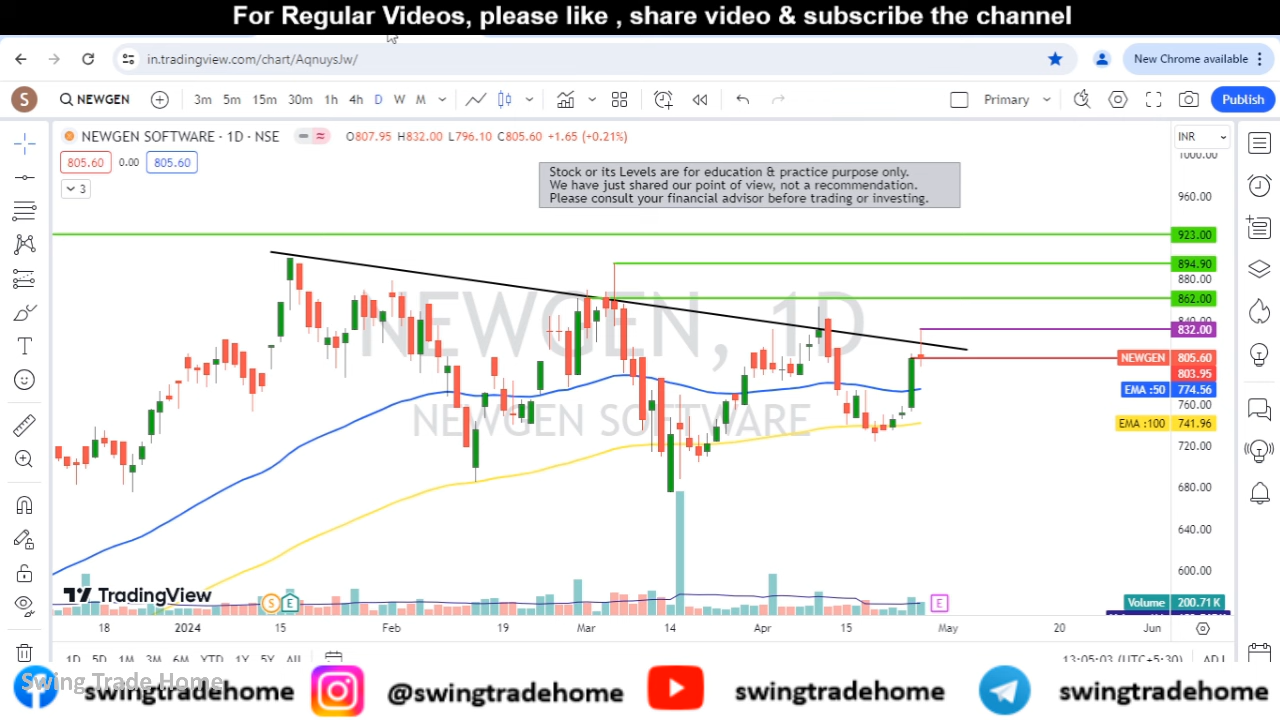 For Regular Videos, please like , share video & subscribe the channel
in.tradingview.com/chart/AqnuysJw/
New Chrome available
S
NEWGEN
3m 5m 15m 30m 1h 4h D W M
Primary
Publish
NEWGEN SOFTWARE · 1D · NSE
O807.95 H832.00 L796.10 C805.60 +1.65 (+0.21%)
INR
805.60 0.00 805.60
3
Stock or its Levels are for education & practice purpose only.
We have just shared our point of view, not a recommendation.
Please consult your financial advisor before trading or investing.
1000.00
960.00
923.00
894.90
880.00
862.00
840.00
832.00
NEWGEN, 1D
NEWGEN SOFTWARE
NEWGEN 805.60
803.95
EMA :50 774.56
760.00
EMA :100 741.96
720.00
680.00
640.00
600.00
TradingView
S E E
Volume 200.71 K
18 2024 15 Feb 19 Mar 14 Apr 15 May 20 Jun
1D 5D 1M 3M 6M YTD 1Y 5Y All
13:05:03 (UTC+5:30) ADJ
Swing Trade Home
swingtradehome @swingtradehome swingtradehome swingtradehome